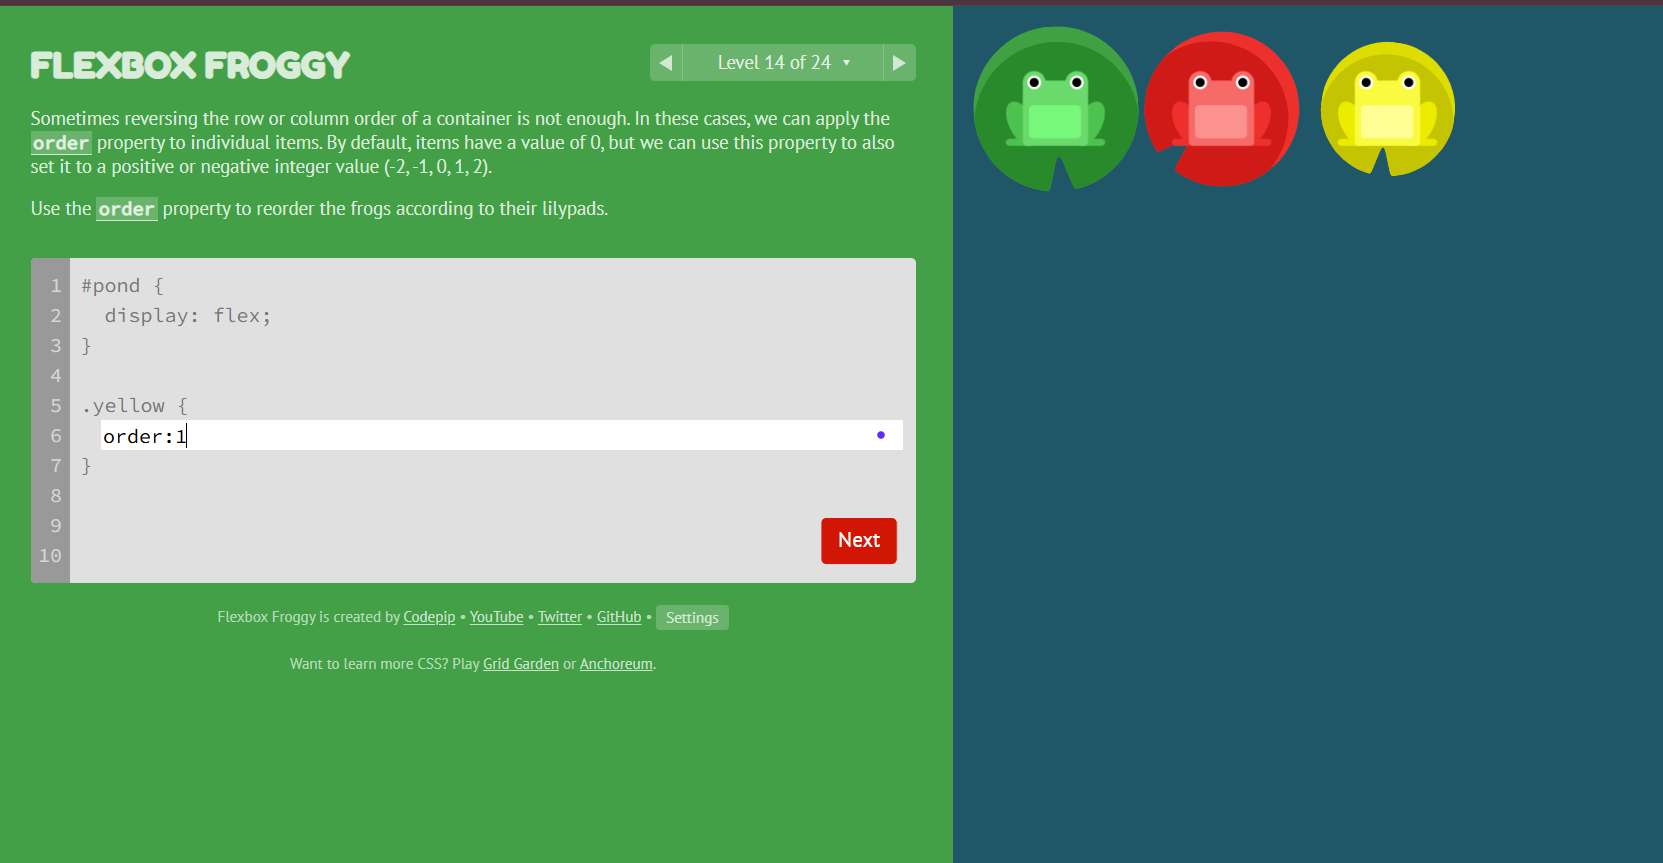 FLEXBOX FROGGY
◀ Level 14 of 24 ▼ ▶
Sometimes reversing the row or column order of a container is not enough. In these cases, we can apply the
order property to individual items. By default, items have a value of 0, but we can use this property to also
set it to a positive or negative integer value (-2, -1, 0, 1, 2).
Use the order property to reorder the frogs according to their lilypads.
1 #pond {
2   display: flex;
3 }
4
5 .yellow {
6   order:1
7 }
8
9
10
Next
Flexbox Froggy is created by Codepip • YouTube • Twitter • GitHub • Settings
Want to learn more CSS? Play Grid Garden or Anchoreum.